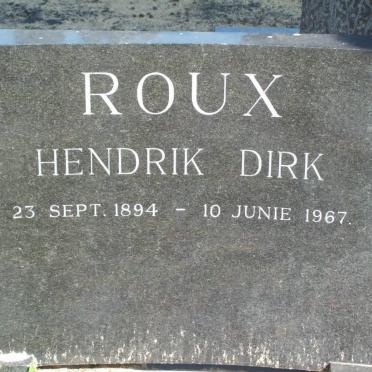 ROUX
HENDRIK DIRK
23 SEPT. 1894 – 10 JUNIE 1967.